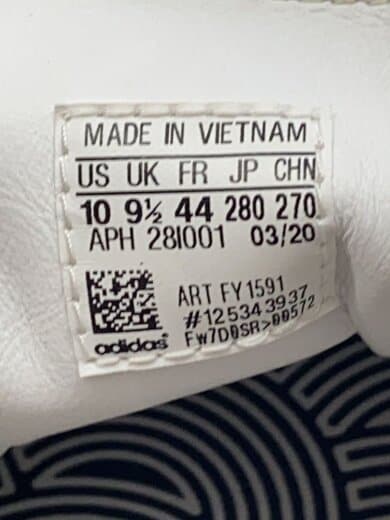 MADE IN VIETNAM
US UK FR JP CHN
10 9½ 44 280 270
APH 28I001 03/20
ART FY1591
#125343937
FW7D0SR>00572
adidas